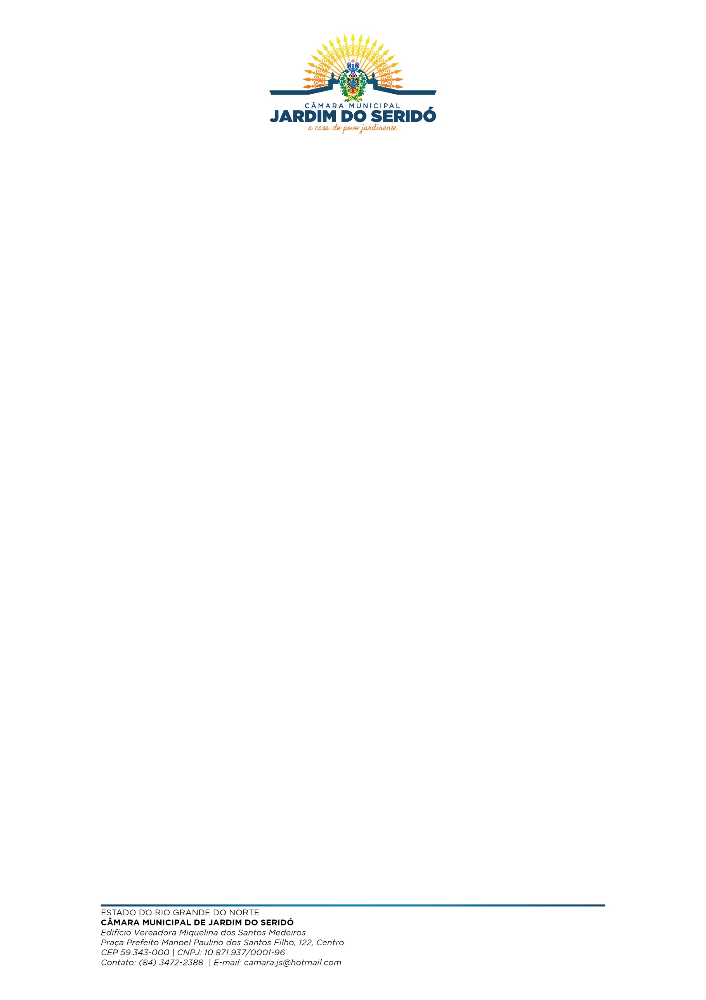 CÂMARA MUNICIPAL
JARDIM DO SERIDÓ
a casa do povo jardinense
ESTADO DO RIO GRANDE DO NORTE
CÂMARA MUNICIPAL DE JARDIM DO SERIDÓ
Edifício Vereadora Miquelina dos Santos Medeiros
Praça Prefeito Manoel Paulino dos Santos Filho, 122, Centro
CEP 59.343-000 | CNPJ: 10.871.937/0001-96
Contato: (84) 3472-2388 | E-mail: camara.js@hotmail.com